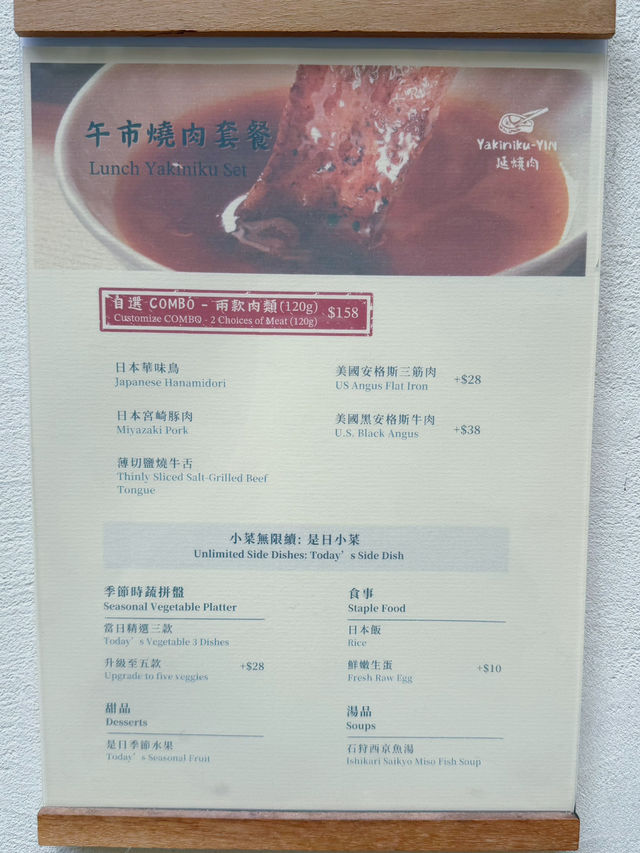 午市燒肉套餐
Lunch Yakiniku Set
Yakiniku-YIN
延燒肉
自選 COMBO - 兩款肉類(120g)
Customize COMBO - 2 Choices of Meat (120g)
$158
日本華味鳥
Japanese Hanamidori
美國安格斯三筋肉
US Angus Flat Iron
+$28
日本宮崎豚肉
Miyazaki Pork
美國黑安格斯牛肉
U.S. Black Angus
+$38
薄切鹽燒牛舌
Thinly Sliced Salt-Grilled Beef
Tongue
小菜無限續: 是日小菜
Unlimited Side Dishes: Today's Side Dish
季節時蔬拼盤
Seasonal Vegetable Platter
當日精選三款
Today's Vegetable 3 Dishes
升級至五款
Upgrade to five veggies
+$28
食事
Staple Food
日本飯
Rice
鮮嫩生蛋
Fresh Raw Egg
+$10
甜品
Desserts
是日季節水果
Today's Seasonal Fruit
湯品
Soups
石狩西京魚湯
Ishikari Saikyo Miso Fish Soup